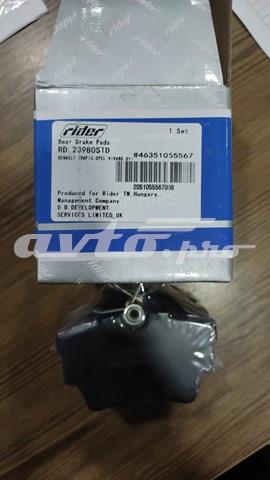 rider
1 Set
Rear Brake Pads
RD.23980STD
#46351055567
RENAULT TRAFIC,OPEL VIVARO 01-
2051055567008
Produced for Rider TM,Hungary.
Management Company
D.B.DEVELOPMENT
SERVICES LIMITED,UK
avto.pro